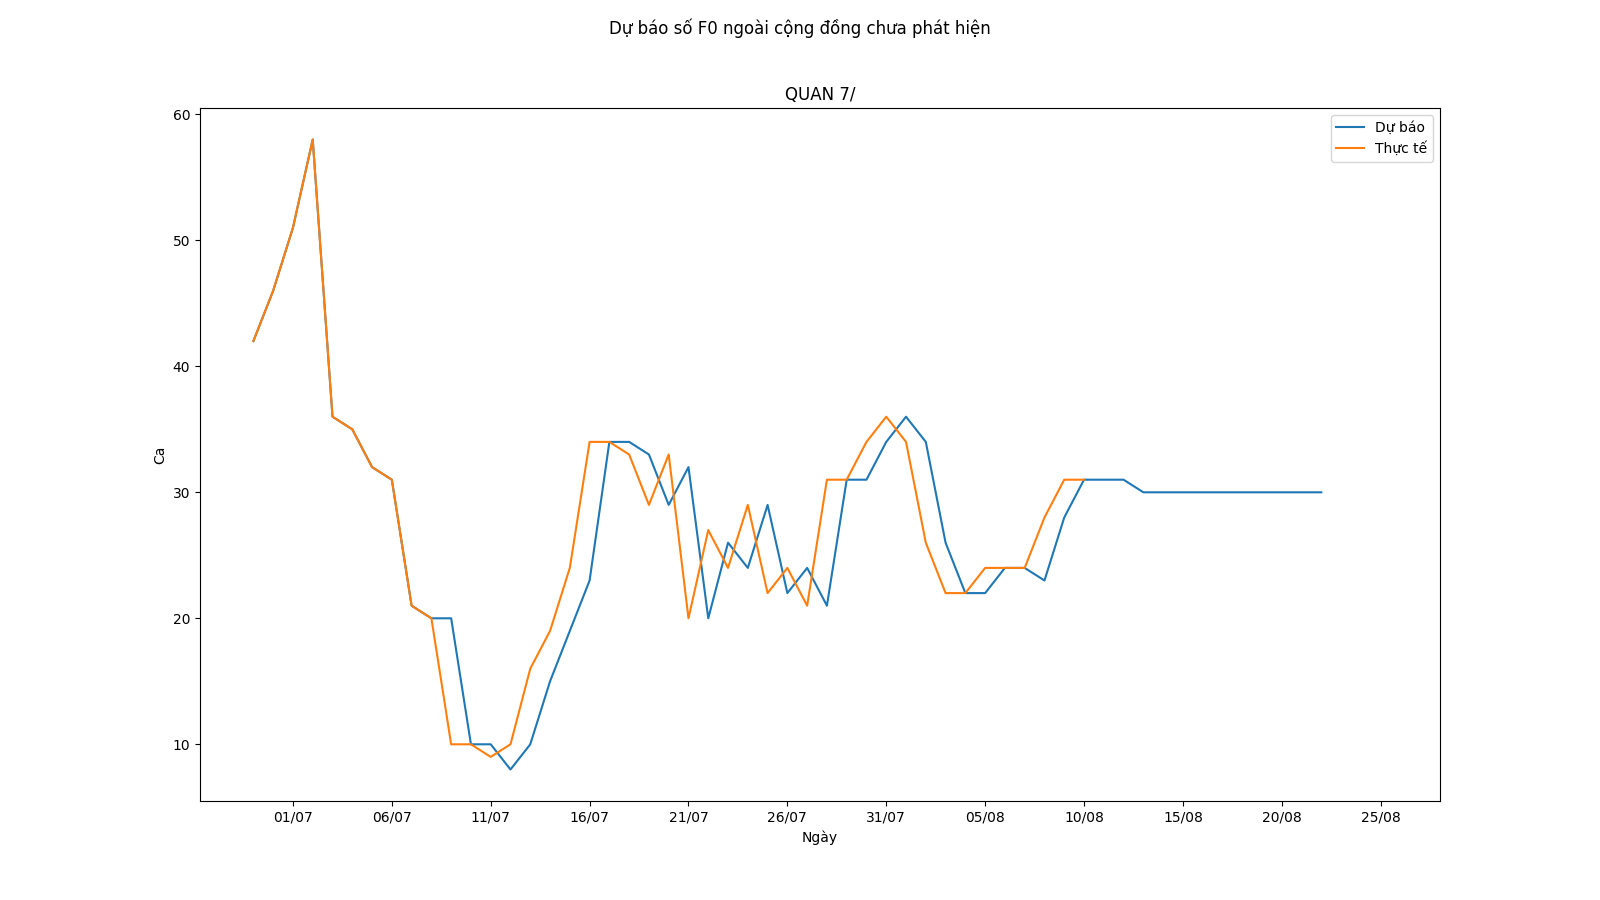 Dự báo số F0 ngoài cộng đồng chưa phát hiện
QUAN 7/
Dự báo
Thực tế
60
50
40
30
20
10
Ca
01/07 06/07 11/07 16/07 21/07 26/07 31/07 05/08 10/08 15/08 20/08 25/08
Ngày